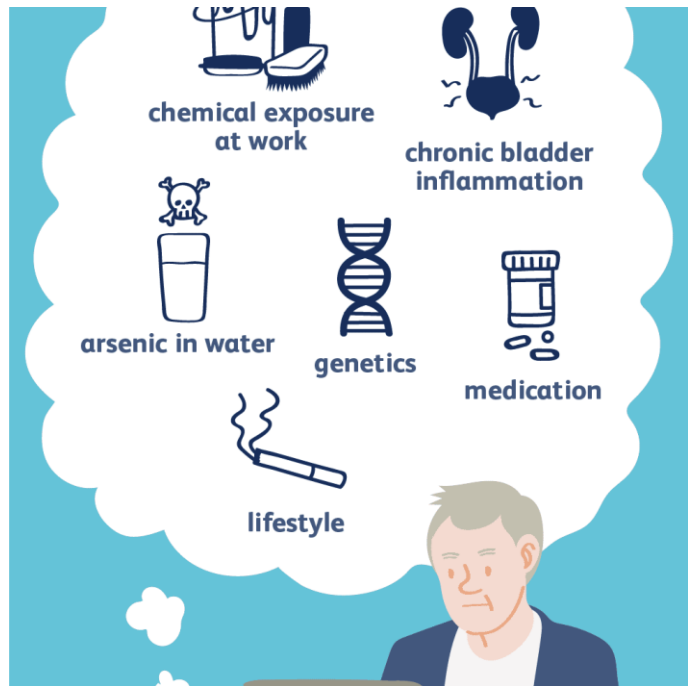 chemical exposure
at work
chronic bladder
inflammation
arsenic in water
genetics
medication
lifestyle